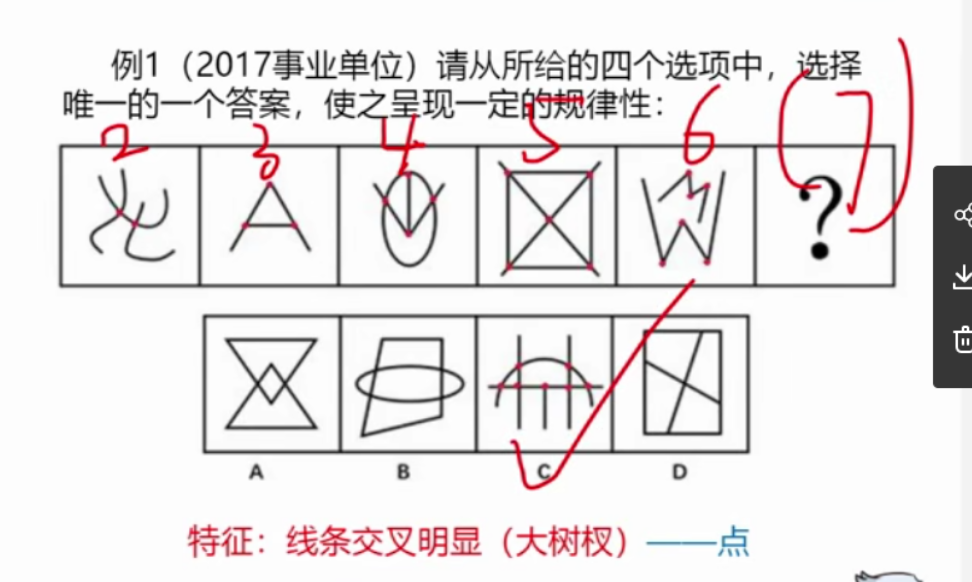 例1（2017事业单位）请从所给的四个选项中，选择
唯一的一个答案，使之呈现一定的规律性：
2 3 4 5 6 (7)
?
A B C D
特征：线条交叉明显（大树杈）——点